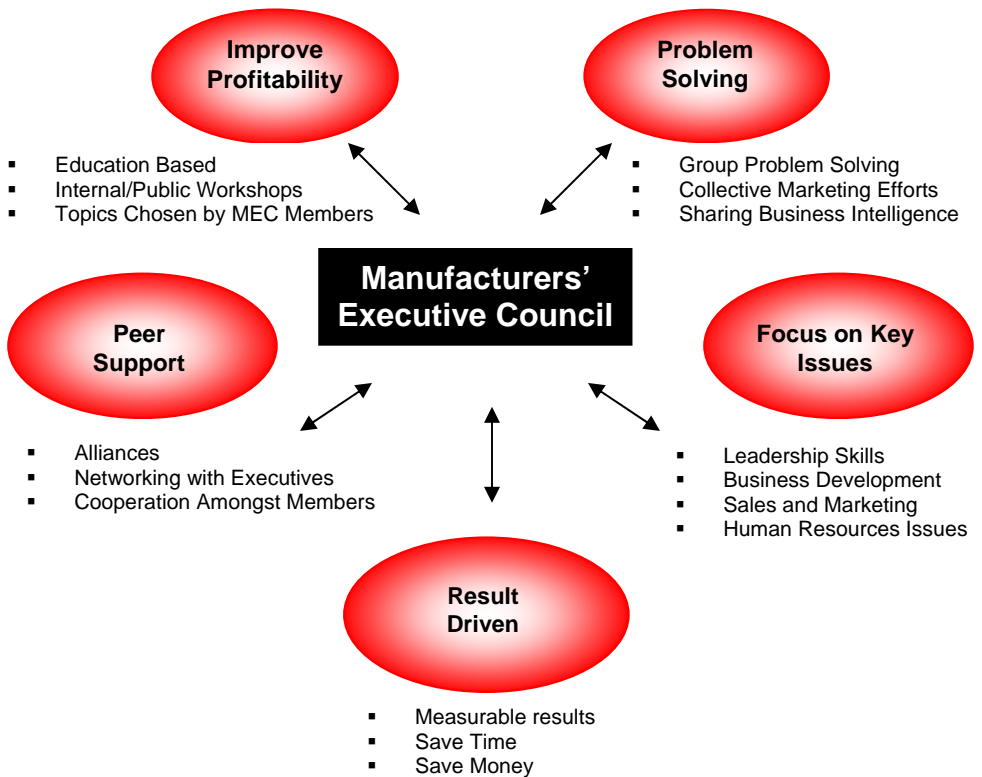 Improve
Profitability
▪ Education Based
▪ Internal/Public Workshops
▪ Topics Chosen by MEC Members
Problem
Solving
▪ Group Problem Solving
▪ Collective Marketing Efforts
▪ Sharing Business Intelligence
Manufacturers’
Executive Council
Peer
Support
▪ Alliances
▪ Networking with Executives
▪ Cooperation Amongst Members
Focus on Key
Issues
▪ Leadership Skills
▪ Business Development
▪ Sales and Marketing
▪ Human Resources Issues
Result
Driven
▪ Measurable results
▪ Save Time
▪ Save Money